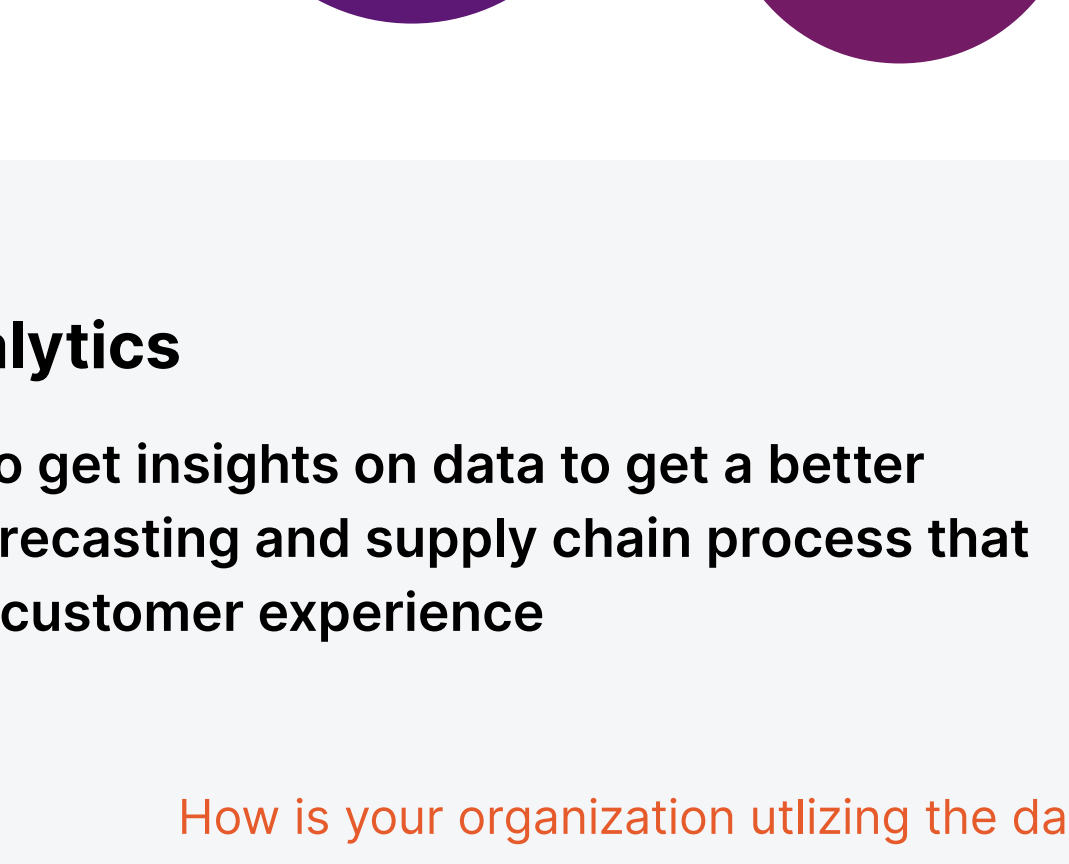 alytics
o get insights on data to get a better
recasting and supply chain process that
customer experience
How is your organization utlizing the da